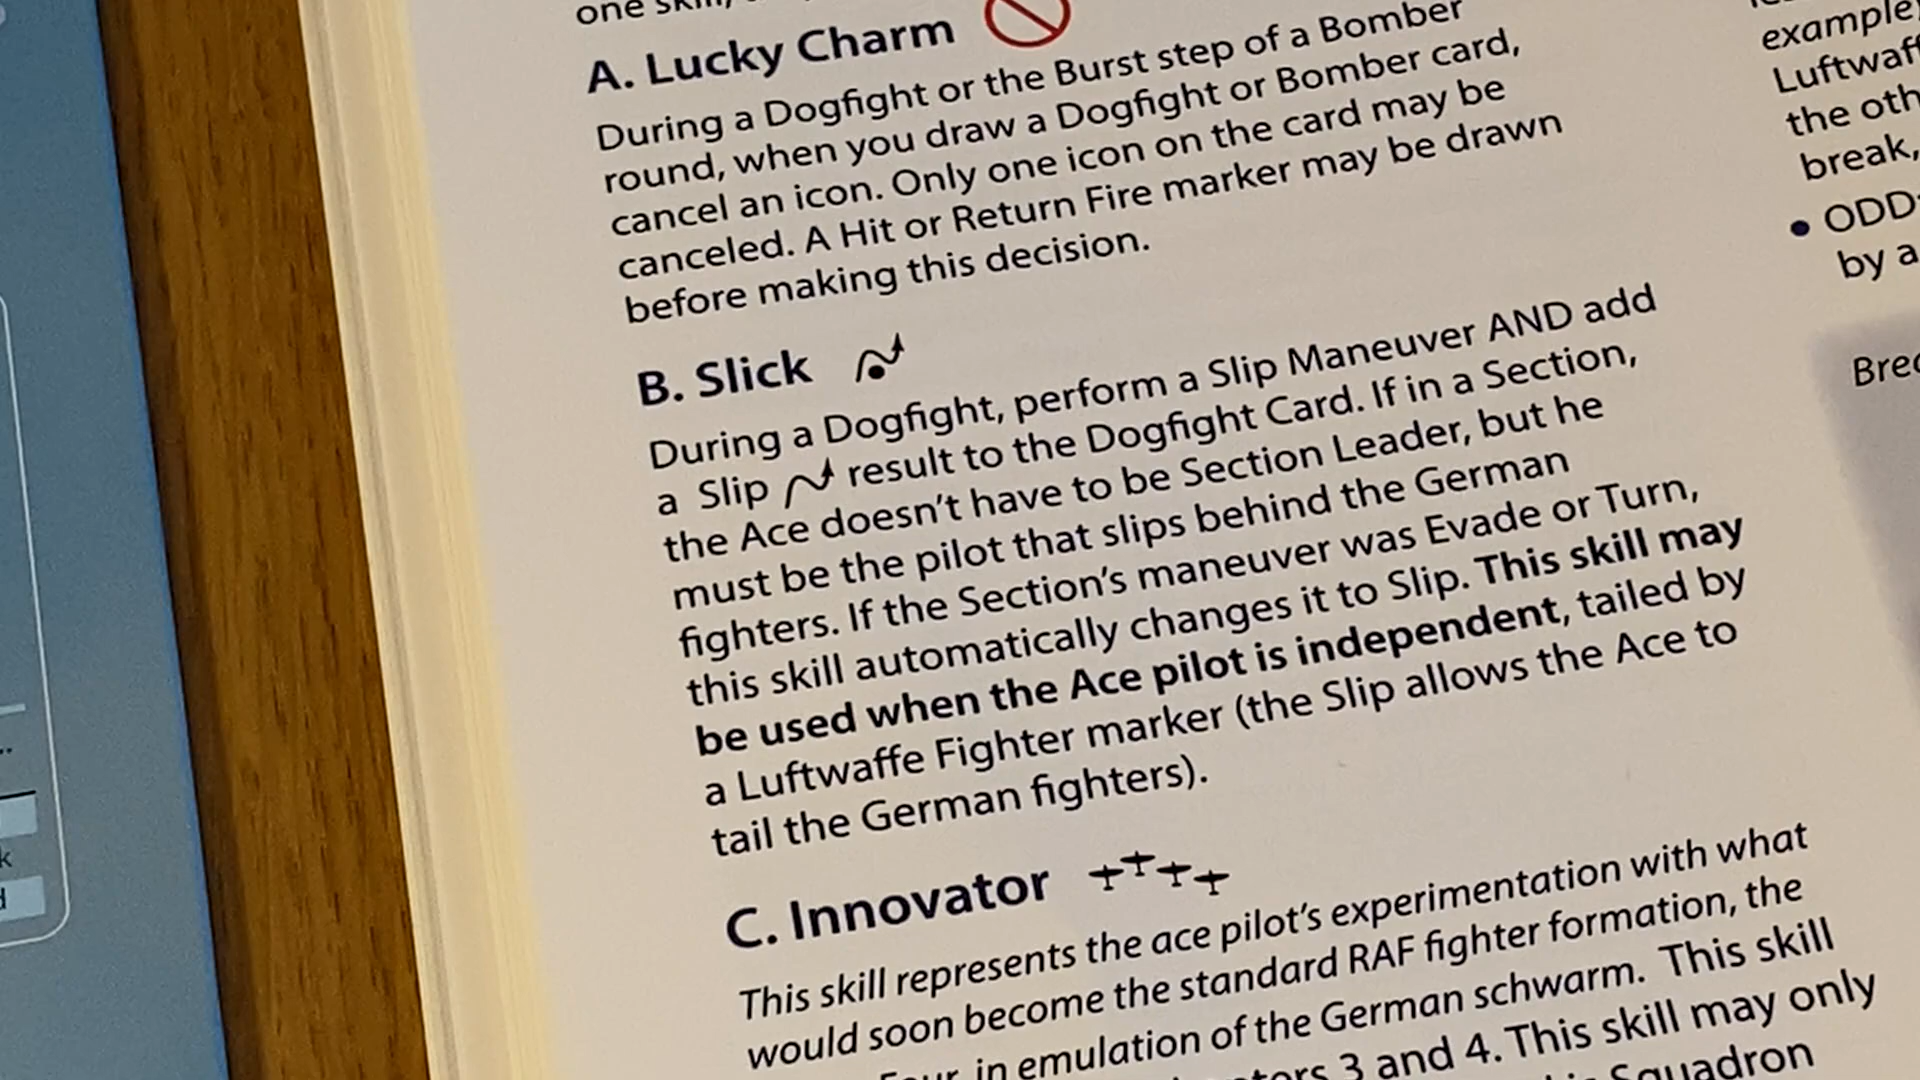 one
A. Lucky Charm
During a Dogfight or the Burst step of a Bomber
round, when you draw a Dogfight or Bomber card,
cancel an icon. Only one icon on the card may be
canceled. A Hit or Return Fire marker may be drawn
before making this decision.
B. Slick
During a Dogfight, perform a Slip Maneuver AND add
a Slip result to the Dogfight Card. If in a Section,
the Ace doesn't have to be Section Leader, but he
must be the pilot that slips behind the German
fighters. If the Section's maneuver was Evade or Turn,
this skill automatically changes it to Slip. This skill may
be used when the Ace pilot is independent, tailed by
a Luftwaffe Fighter marker (the Slip allows the Ace to
tail the German fighters).
C. Innovator
This skill represents the ace pilot's experimentation with what
would soon become the standard RAF fighter formation, the
in emulation of the German schwarm. This skill
3 and 4. This skill may only
Squadron
example
the
break,
• ODD
by a